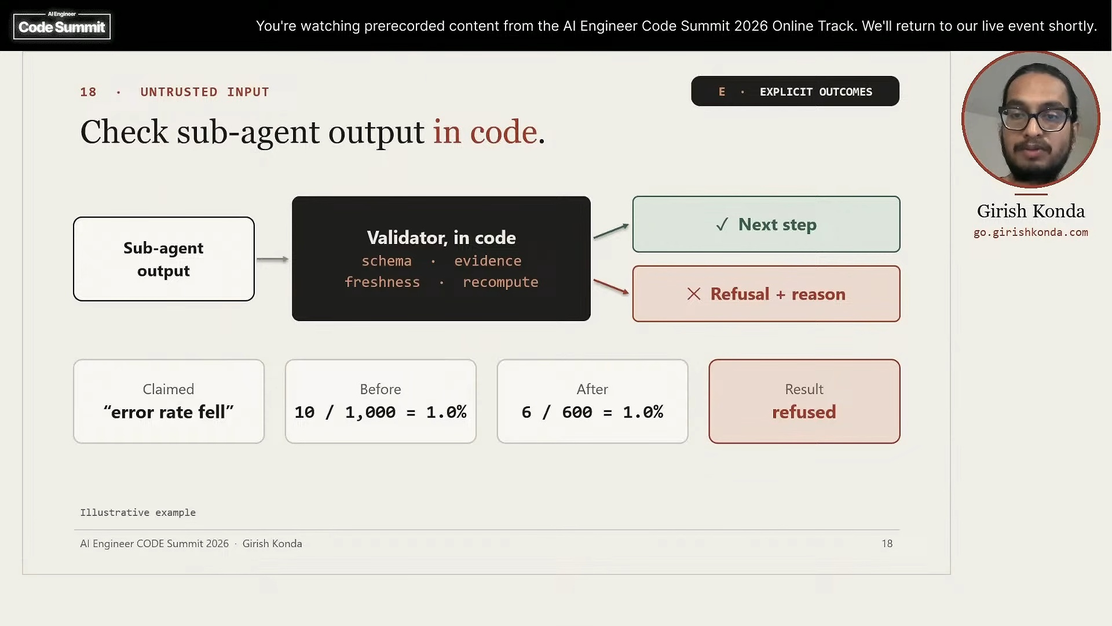 AI Engineer
Code Summit
You're watching prerecorded content from the AI Engineer Code Summit 2026 Online Track. We'll return to our live event shortly.
18 · UNTRUSTED INPUT
E · EXPLICIT OUTCOMES
Check sub-agent output in code.
Sub-agent
output
Validator, in code
schema · evidence
freshness · recompute
✓ Next step
✕ Refusal + reason
Claimed
“error rate fell”
Before
10 / 1,000 = 1.0%
After
6 / 600 = 1.0%
Result
refused
Illustrative example
AI Engineer CODE Summit 2026 · Girish Konda
18
Girish Konda
go.girishkonda.com